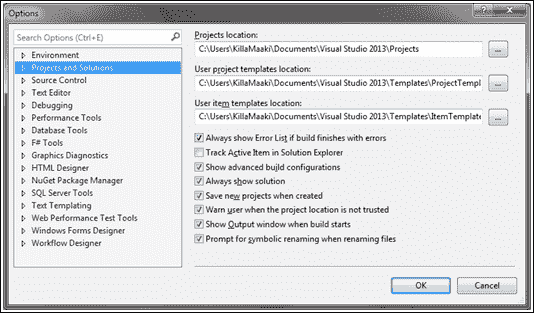 Options
Search Options (Ctrl+E)
Environment
Projects and Solutions
Source Control
Text Editor
Debugging
Performance Tools
Database Tools
F# Tools
Graphics Diagnostics
HTML Designer
NuGet Package Manager
SQL Server Tools
Text Templating
Web Performance Test Tools
Windows Forms Designer
Workflow Designer
Projects location:
C:\Users\KillaMaaki\Documents\Visual Studio 2013\Projects
...
User project templates location:
C:\Users\KillaMaaki\Documents\Visual Studio 2013\Templates\ProjectTempl
...
User item templates location:
C:\Users\KillaMaaki\Documents\Visual Studio 2013\Templates\ItemTemplate
...
Always show Error List if build finishes with errors
Track Active Item in Solution Explorer
Show advanced build configurations
Always show solution
Save new projects when created
Warn user when the project location is not trusted
Show Output window when build starts
Prompt for symbolic renaming when renaming files
OK
Cancel